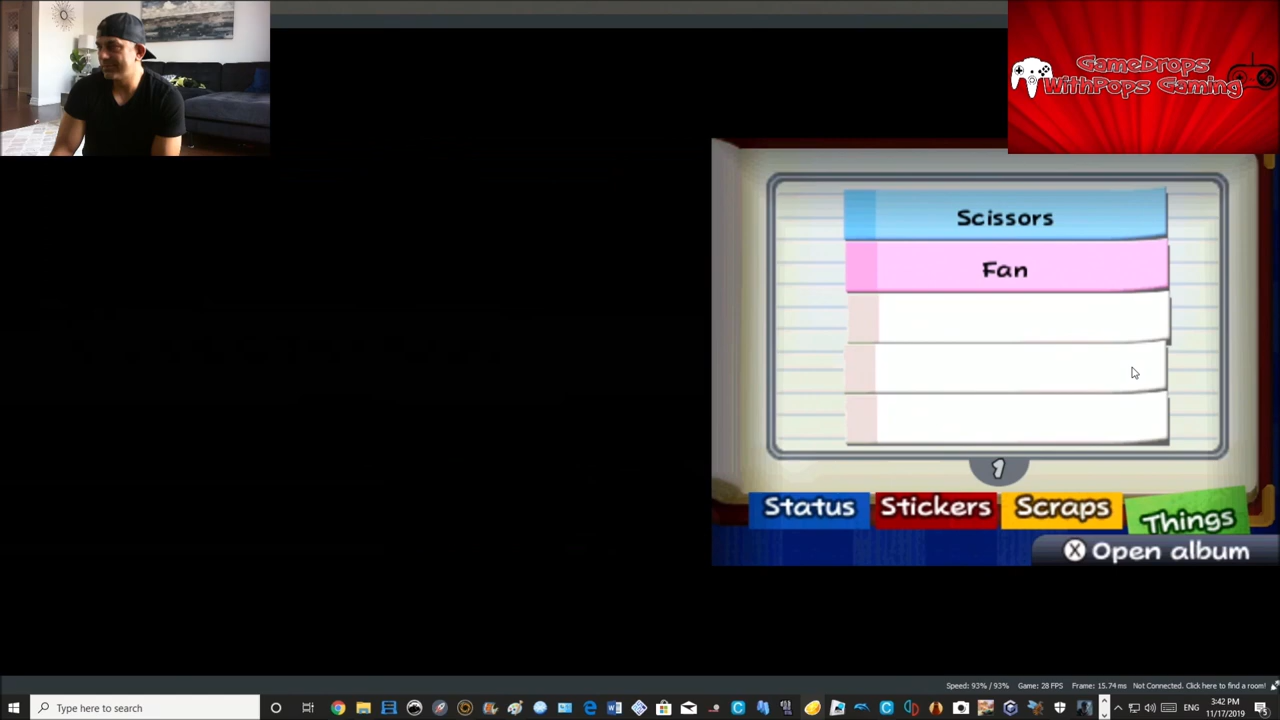 GameDrops
WithPops Gaming
Scissors
Fan
1
Status Stickers Scraps Things
X Open album
Speed: 93% / 93% Game: 28 FPS Frame: 15.74 ms Not Connected. Click here to find a room!
Type here to search
ENG
3:42 PM
11/17/2019